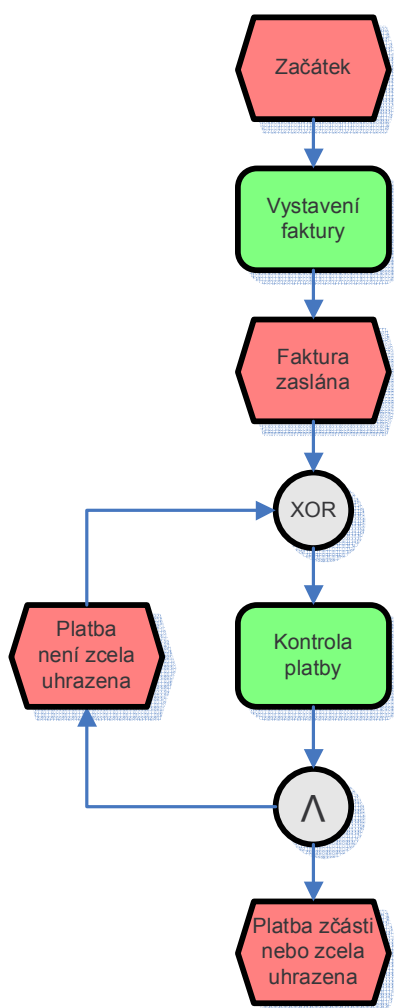 Začátek
Vystavení
faktury
Faktura
zaslána
XOR
Platba
není zcela
uhrazena
Kontrola
platby
Λ
Platba zčásti
nebo zcela
uhrazena